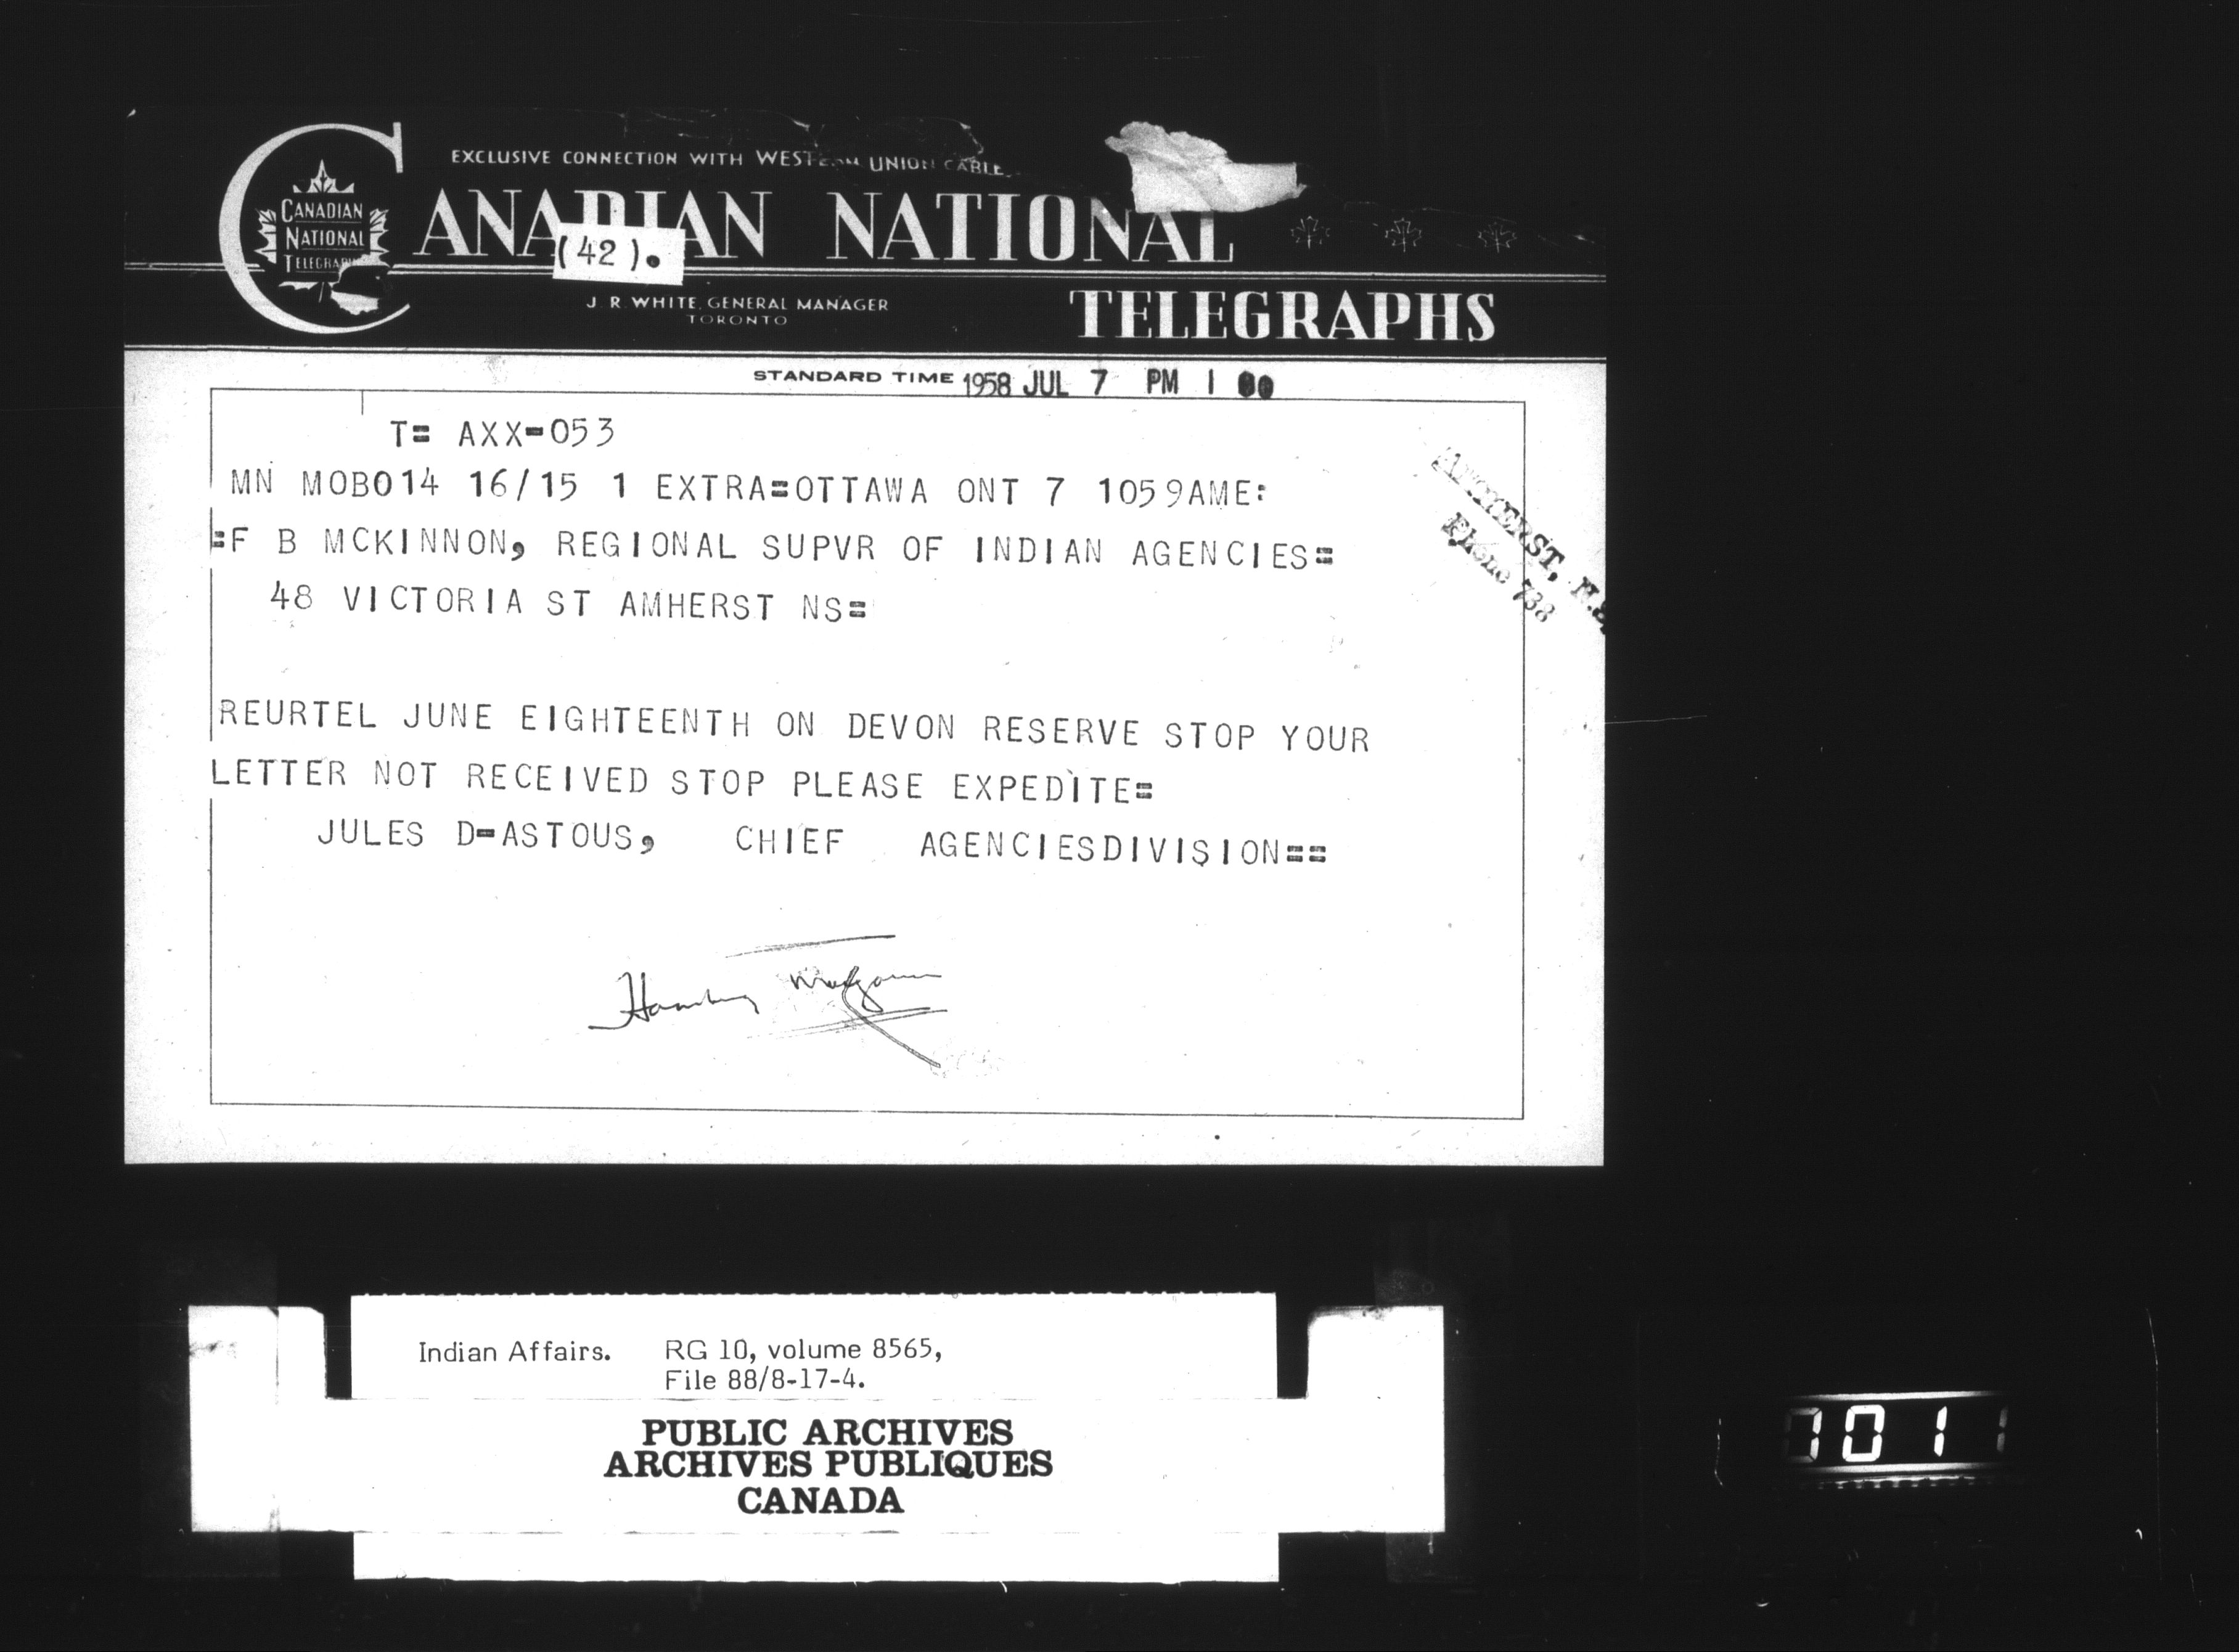 EXCLUSIVE CONNECTION WITH WESTERN UNION CABLE
CANADIAN NATIONAL
CANADIAN
NATIONAL
TELEGRAPHS
(42).
J. R. WHITE, GENERAL MANAGER
TORONTO
TELEGRAPHS
STANDARD TIME 1958 JUL 7 PM 1
T= AXX-053
MN MOB014 16/15 1 EXTRA=OTTAWA ONT 7 1059AME:
=F B MCKINNON, REGIONAL SUPVR OF INDIAN AGENCIES=
48 VICTORIA ST AMHERST NS=
AMHERST, N.S.
Phone 738
REURTEL JUNE EIGHTEENTH ON DEVON RESERVE STOP YOUR
LETTER NOT RECEIVED STOP PLEASE EXPEDITE=
JULES D-ASTOUS, CHIEF AGENCIESDIVISION==
Indian Affairs. RG 10, volume 8565,
File 88/8-17-4.
PUBLIC ARCHIVES
ARCHIVES PUBLIQUES
CANADA
101